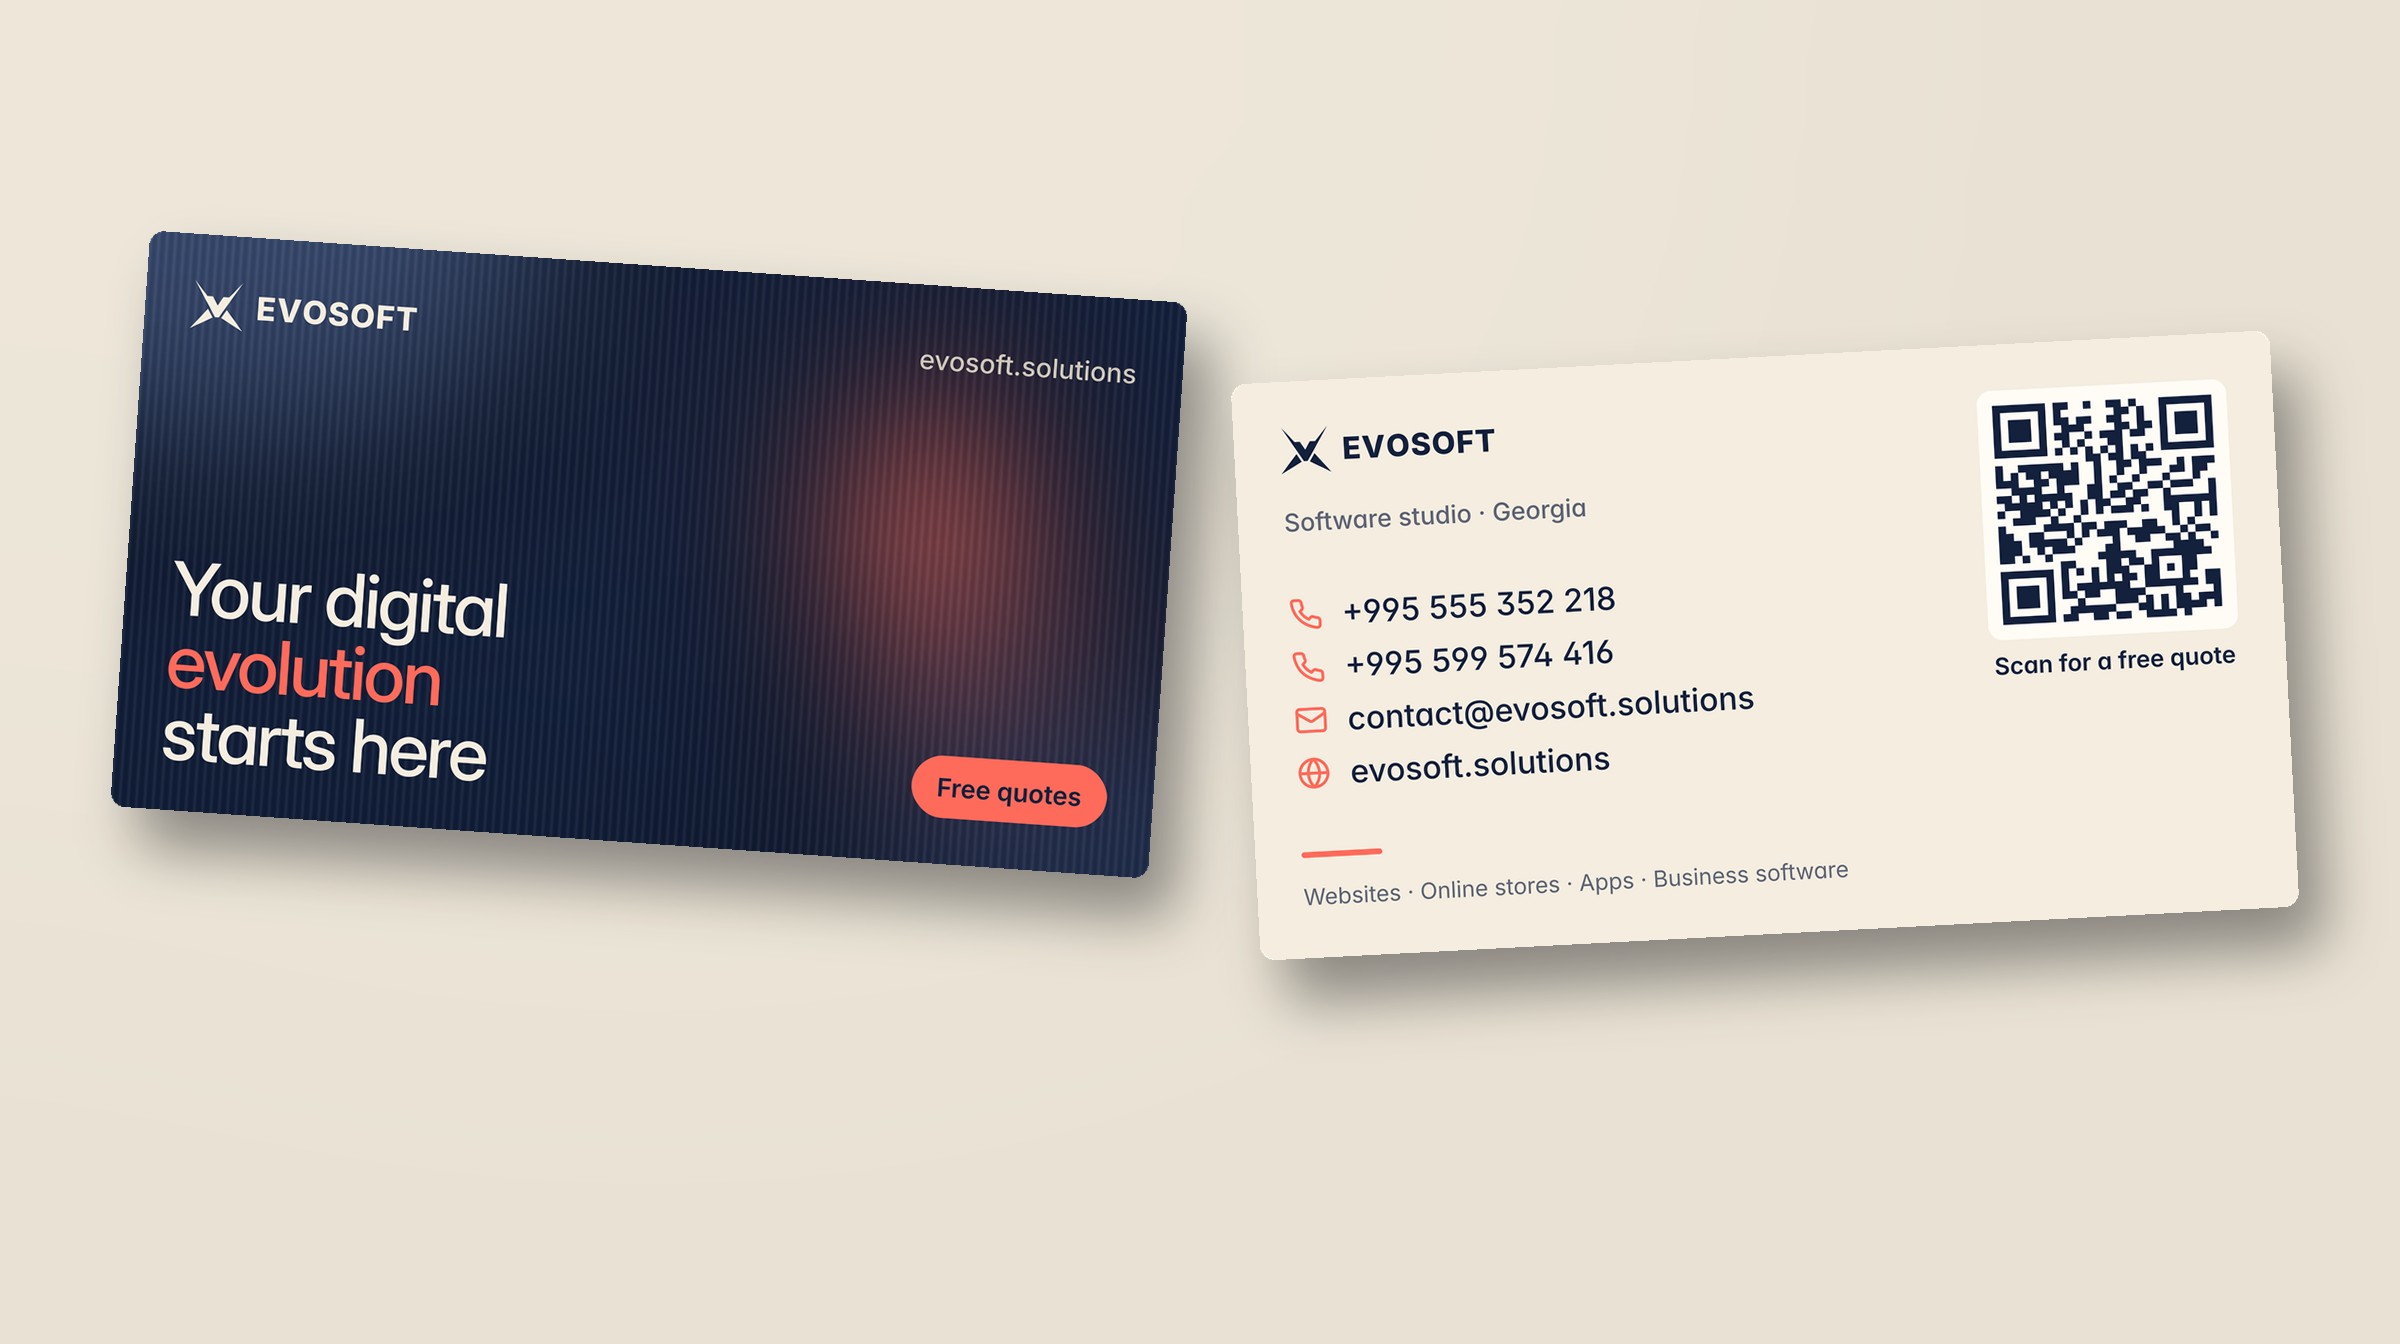 EVOSOFT
evosoft.solutions
Your digital
evolution
starts here
Free quotes
EVOSOFT
Software studio · Georgia
+995 555 352 218
+995 599 574 416
contact@evosoft.solutions
evosoft.solutions
Websites · Online stores · Apps · Business software
Scan for a free quote